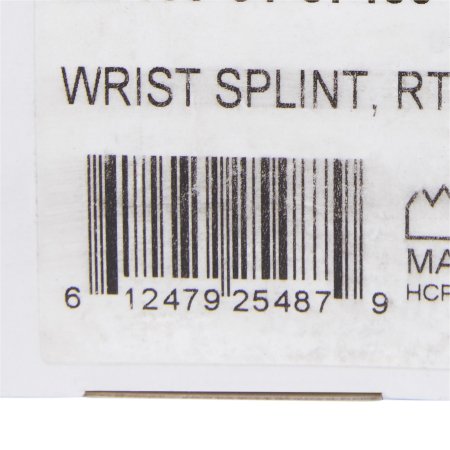 WRIST SPLINT, RT
6 12479 25487 9
MA
HCP